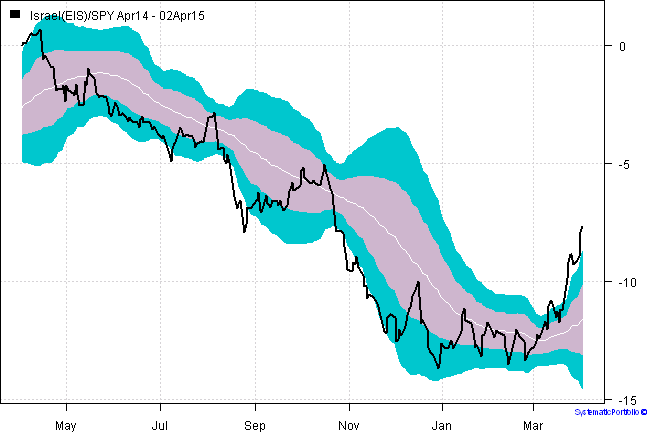 Israel(EIS)/SPY Apr14 - 02Apr15
0
-5
-10
-15
May Jul Sep Nov Jan Mar
SystematicPortfolio ©